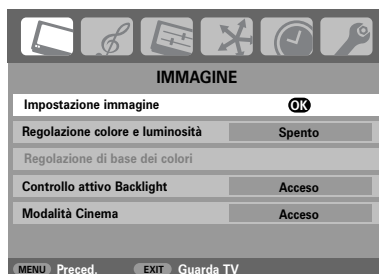 IMMAGINE
Impostazione immagine OK
Regolazione colore e luminosità Spento
Regolazione di base dei colori
Controllo attivo Backlight Acceso
Modalità Cinema Acceso
MENU Preced. EXIT Guarda TV